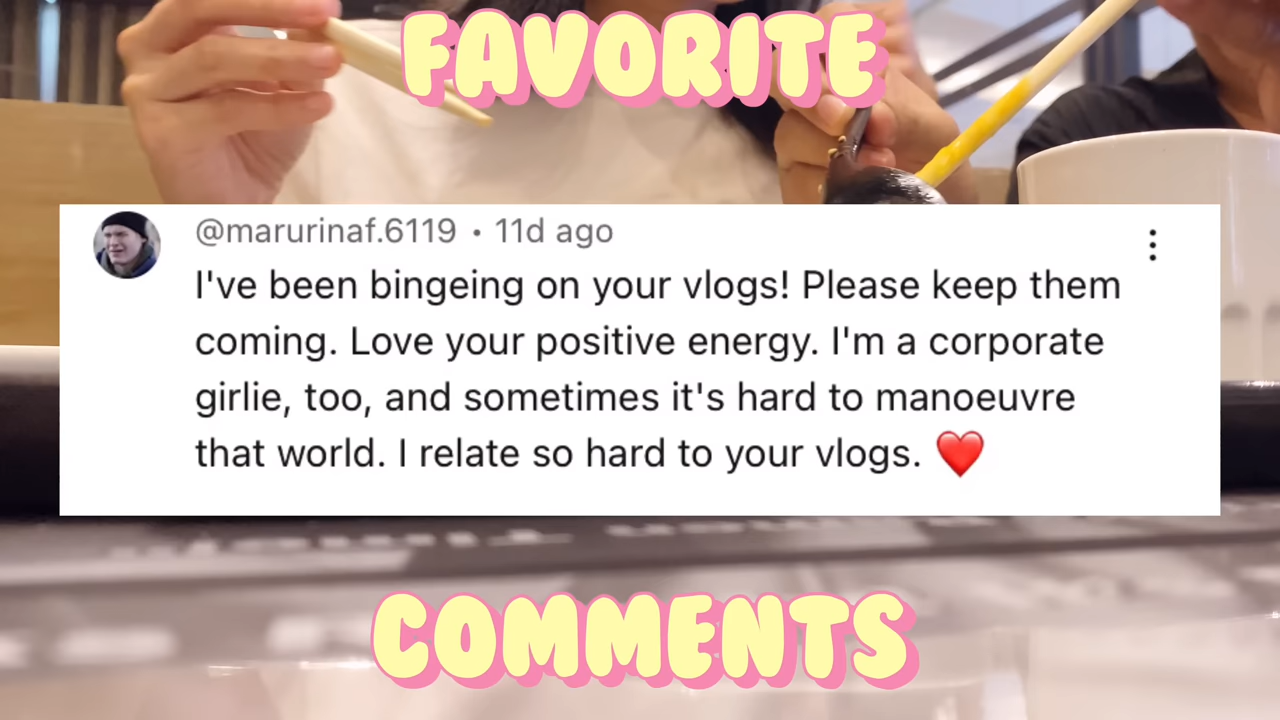 FAVORITE
@marurinaf.6119 • 11d ago
I've been bingeing on your vlogs! Please keep them
coming. Love your positive energy. I'm a corporate
girlie, too, and sometimes it's hard to manoeuvre
that world. I relate so hard to your vlogs. ❤️
COMMENTS